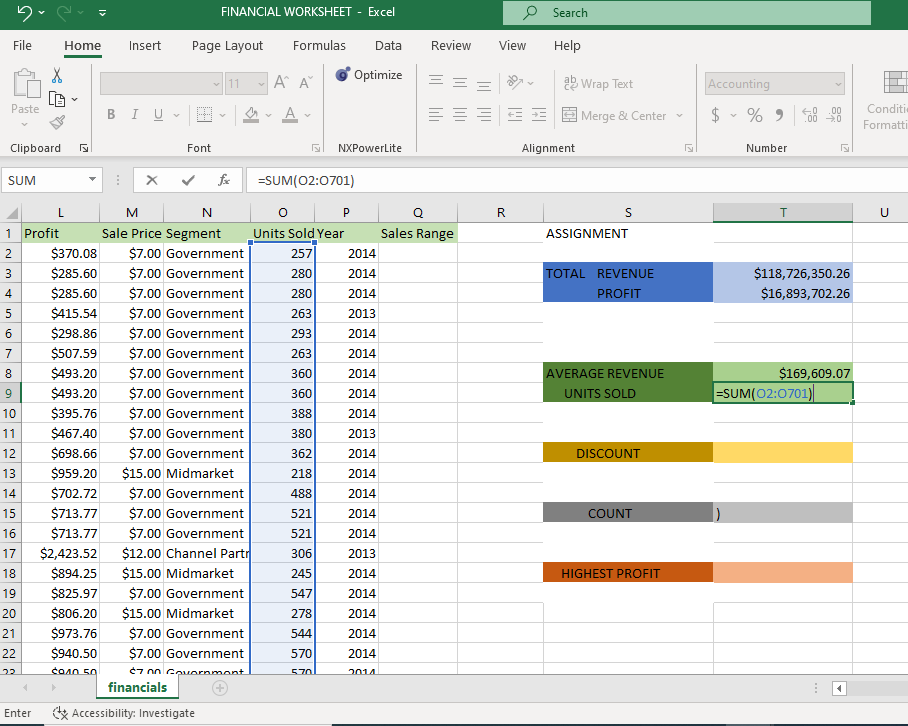 FINANCIAL WORKSHEET - Excel
Search
File Home Insert Page Layout Formulas Data Review View Help
11 A A Optimize ab Wrap Text Accounting
Paste B I U A Merge & Center $ % 9 .00 Conditi
Formatti
Clipboard Font NXPowerLite Alignment Number
SUM fx =SUM(O2:O701)
L M N O P Q R S T U
1 Profit Sale Price Segment Units Sold Year Sales Range ASSIGNMENT
2 $370.08 $7.00 Government 257 2014
3 $285.60 $7.00 Government 280 2014 TOTAL REVENUE $118,726,350.26
4 $285.60 $7.00 Government 280 2014 PROFIT $16,893,702.26
5 $415.54 $7.00 Government 263 2013
6 $298.86 $7.00 Government 293 2014
7 $507.59 $7.00 Government 263 2014
8 $493.20 $7.00 Government 360 2014 AVERAGE REVENUE $169,609.07
9 $493.20 $7.00 Government 360 2014 UNITS SOLD =SUM(O2:O701)
10 $395.76 $7.00 Government 388 2014
11 $467.40 $7.00 Government 380 2013
12 $698.66 $7.00 Government 362 2014 DISCOUNT
13 $959.20 $15.00 Midmarket 218 2014
14 $702.72 $7.00 Government 488 2014
15 $713.77 $7.00 Government 521 2014 COUNT )
16 $713.77 $7.00 Government 521 2014
17 $2,423.52 $12.00 Channel Partr 306 2013
18 $894.25 $15.00 Midmarket 245 2014 HIGHEST PROFIT
19 $825.97 $7.00 Government 547 2014
20 $806.20 $15.00 Midmarket 278 2014
21 $973.76 $7.00 Government 544 2014
22 $940.50 $7.00 Government 570 2014
23 $940.50 $7.00 Government 570 2014
financials
Enter Accessibility: Investigate